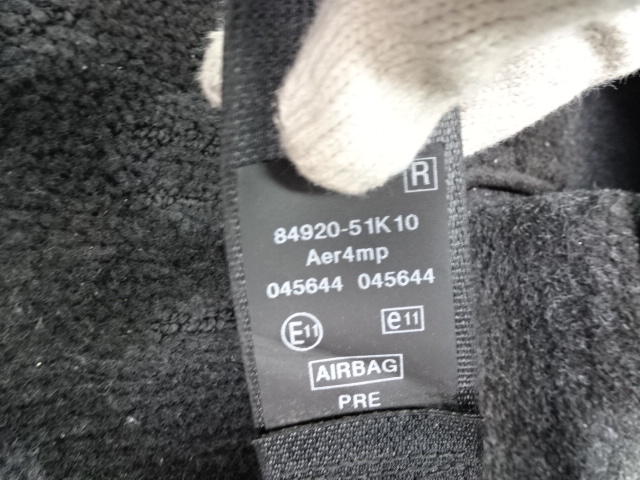 R
84920-51K10
Aer4mp
045644 045644
E11 e11
AIRBAG
PRE